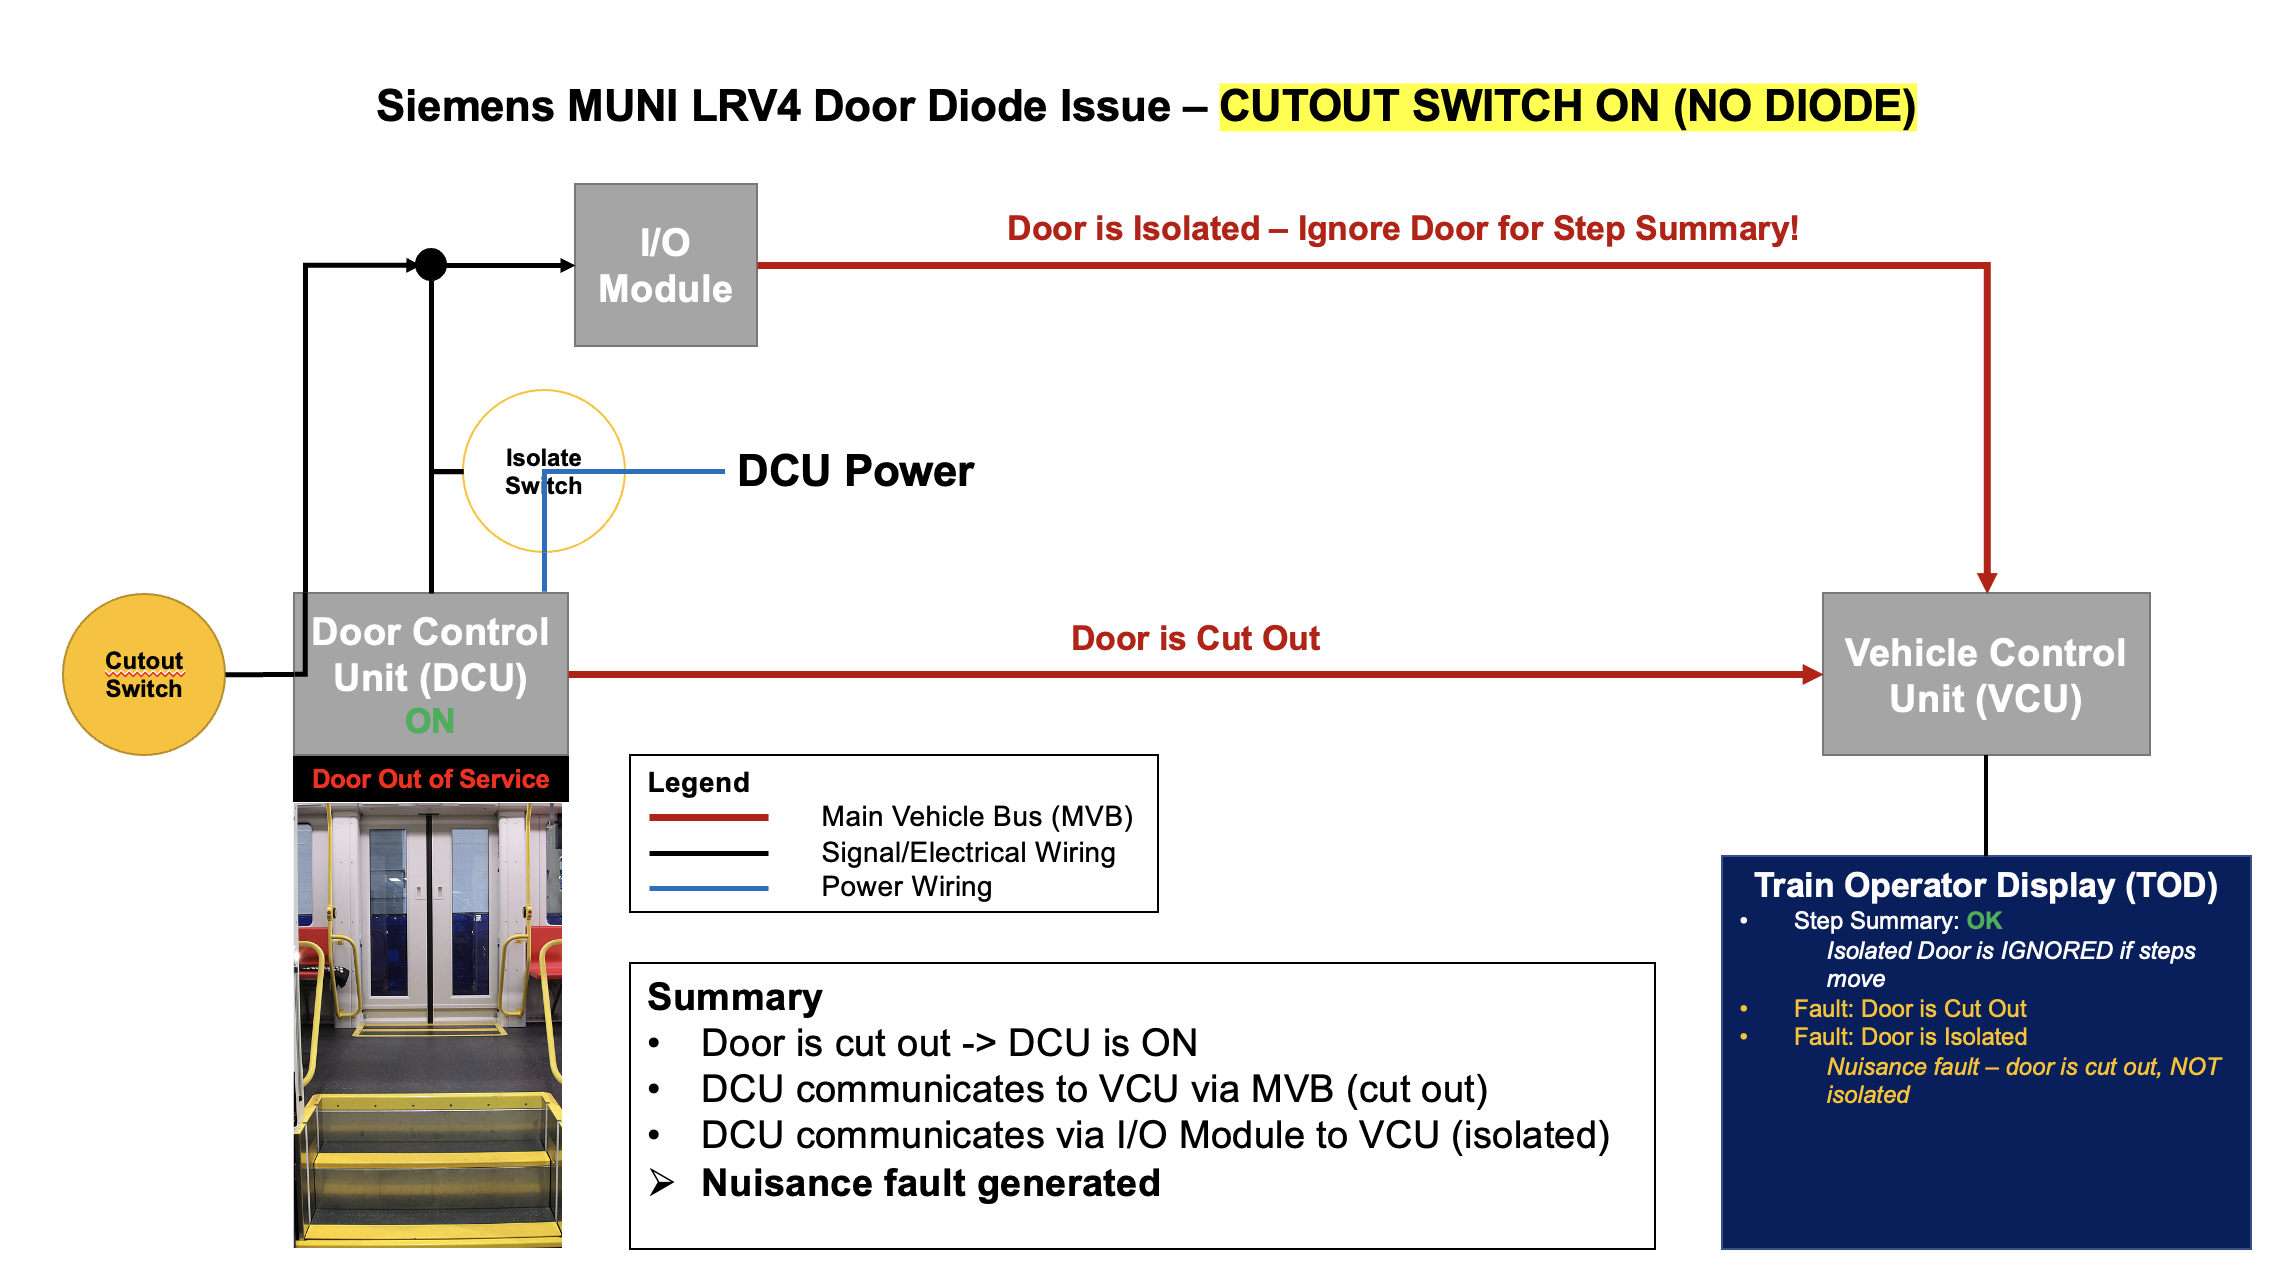 Siemens MUNI LRV4 Door Diode Issue – CUTOUT SWITCH ON (NO DIODE)
I/O
Module
Door is Isolated – Ignore Door for Step Summary!
Isolate
Switch
DCU Power
Cutout
Switch
Door Control
Unit (DCU)
ON
Door is Cut Out
Vehicle Control
Unit (VCU)
Door Out of Service
Legend
Main Vehicle Bus (MVB)
Signal/Electrical Wiring
Power Wiring
Summary
• Door is cut out -> DCU is ON
• DCU communicates to VCU via MVB (cut out)
• DCU communicates via I/O Module to VCU (isolated)
➢ Nuisance fault generated
Train Operator Display (TOD)
• Step Summary: OK
Isolated Door is IGNORED if steps
move
• Fault: Door is Cut Out
• Fault: Door is Isolated
Nuisance fault – door is cut out, NOT
isolated